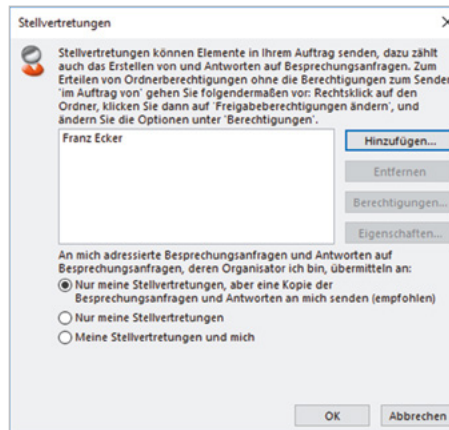 Stellvertretungen
Stellvertretungen können Elemente in Ihrem Auftrag senden, dazu zählt
auch das Erstellen von und Antworten auf Besprechungsanfragen. Zum
Erteilen von Ordnerberechtigungen ohne die Berechtigungen zum Senden
'im Auftrag von' gehen Sie folgendermaßen vor: Rechtsklick auf den
Ordner, klicken Sie dann auf 'Freigabeberechtigungen ändern', und
ändern Sie die Optionen unter 'Berechtigungen'.
Franz Ecker
Hinzufügen...
Entfernen
Berechtigungen...
Eigenschaften...
An mich adressierte Besprechungsanfragen und Antworten auf
Besprechungsanfragen, deren Organisator ich bin, übermitteln an:
Nur meine Stellvertretungen, aber eine Kopie der
Besprechungsanfragen und Antworten an mich senden (empfohlen)
Nur meine Stellvertretungen
Meine Stellvertretungen und mich
OK
Abbrechen